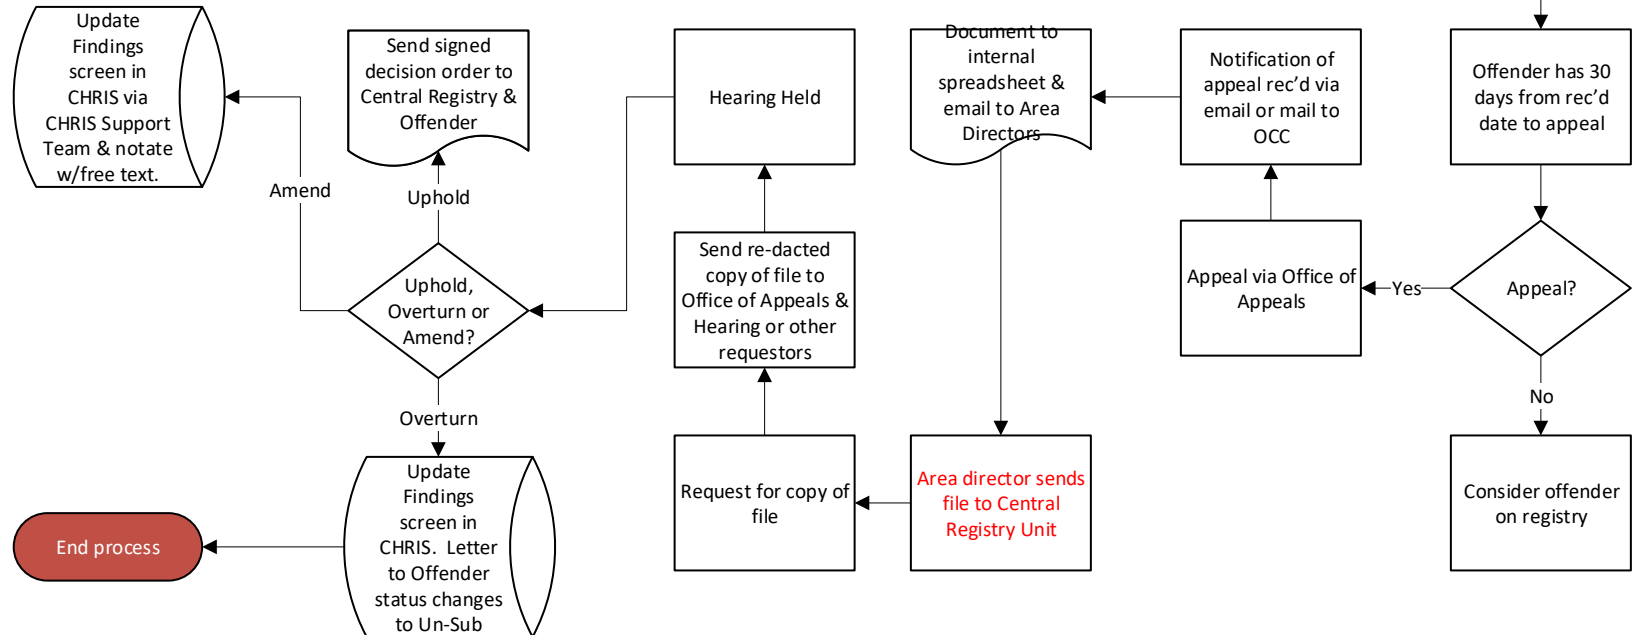 Update
Findings
screen in
CHRIS via
CHRIS Support
Team & notate
w/free text.
Send signed
decision order to
Central Registry &
Offender
Hearing Held
Document to
internal
spreadsheet &
email to Area
Directors
Notification of
appeal rec’d via
email or mail to
OCC
Offender has 30
days from rec’d
date to appeal
Amend
Uphold
Uphold,
Overturn or
Amend?
Send re-dacted
copy of file to
Office of Appeals &
Hearing or other
requestors
Appeal via Office of
Appeals
Yes
Appeal?
No
Overturn
Update
Findings
screen in
CHRIS.  Letter
to Offender
status changes
to Un-Sub
End process
Request for copy of
file
Area director sends
file to Central
Registry Unit
Consider offender
on registry